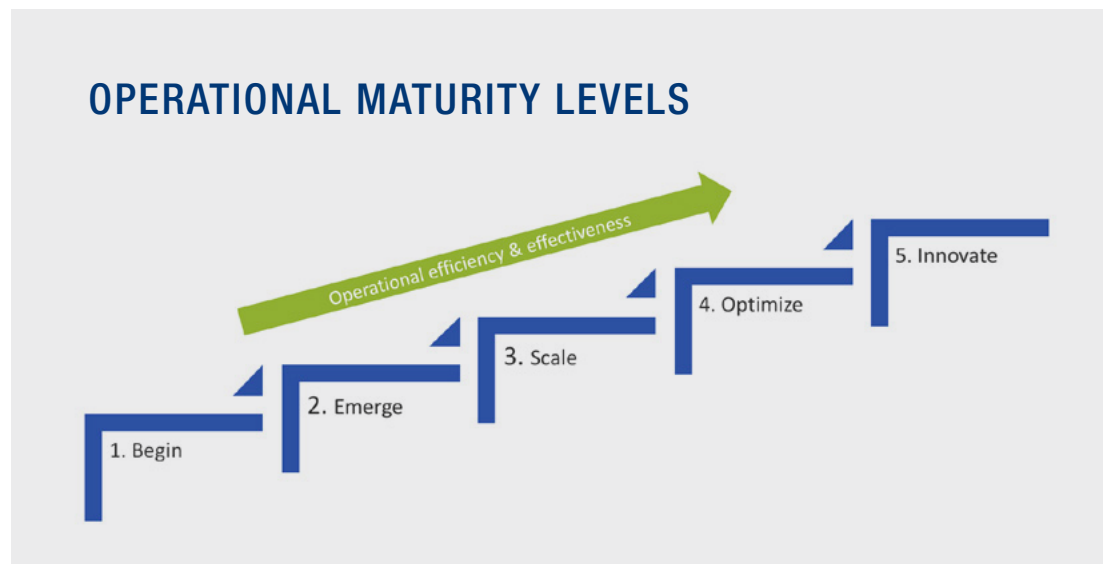 OPERATIONAL MATURITY LEVELS
Operational efficiency & effectiveness
1. Begin
2. Emerge
3. Scale
4. Optimize
5. Innovate